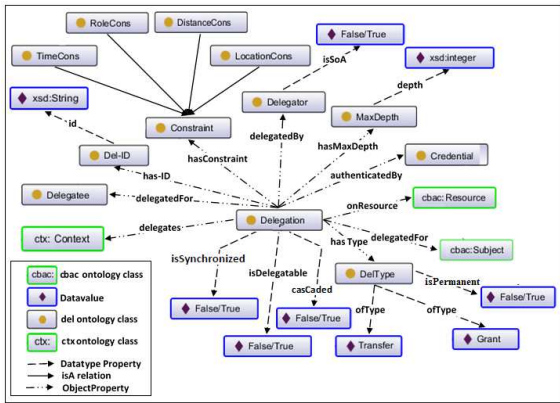 RoleCons
DistanceCons
TimeCons
LocationCons
False/True
isSoA
xsd:integer
depth
xsd:String
id
Delegator
MaxDepth
Constraint
delegatedBy
hasMaxDepth
Del-ID
hasConstraint
Credential
has-ID
authenticatedBy
Delegatee
delegatedFor
onResource
cbac: Resource
Delegation
delegates
ctx: Context
has Type
delegatedFor
cbac:Subject
isSynchronized
isDelegatable
casCaded
DelType
isPermanent
False/True
False/True
False/True
ofType
ofType
False/True
Transfer
Grant
cbac: cbac ontology class
Datavalue
del ontology class
ctx: ctx ontology class
Datatype Property
isA relation
ObjectProperty